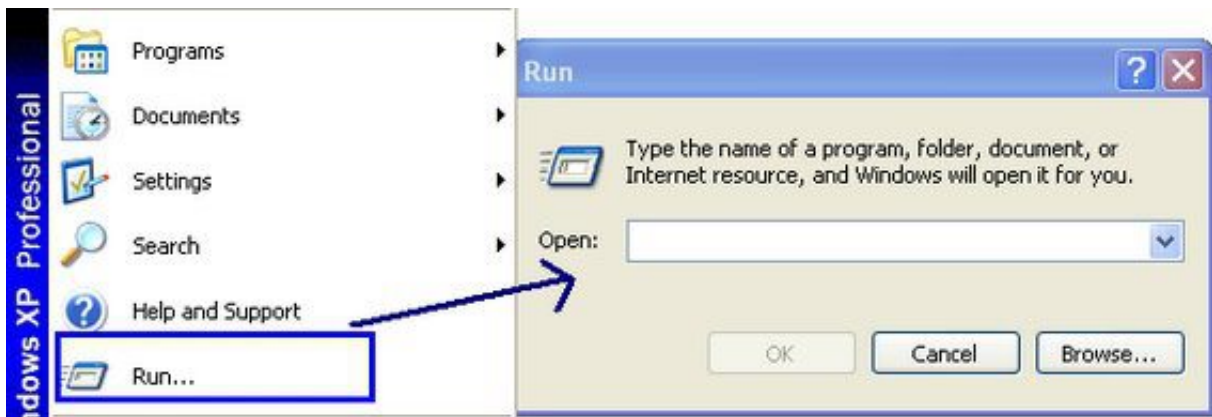 Programs
Documents
Settings
Search
Help and Support
Run...
ndows XP Professional
Run
?
Type the name of a program, folder, document, or
Internet resource, and Windows will open it for you.
Open:
OK
Cancel
Browse...